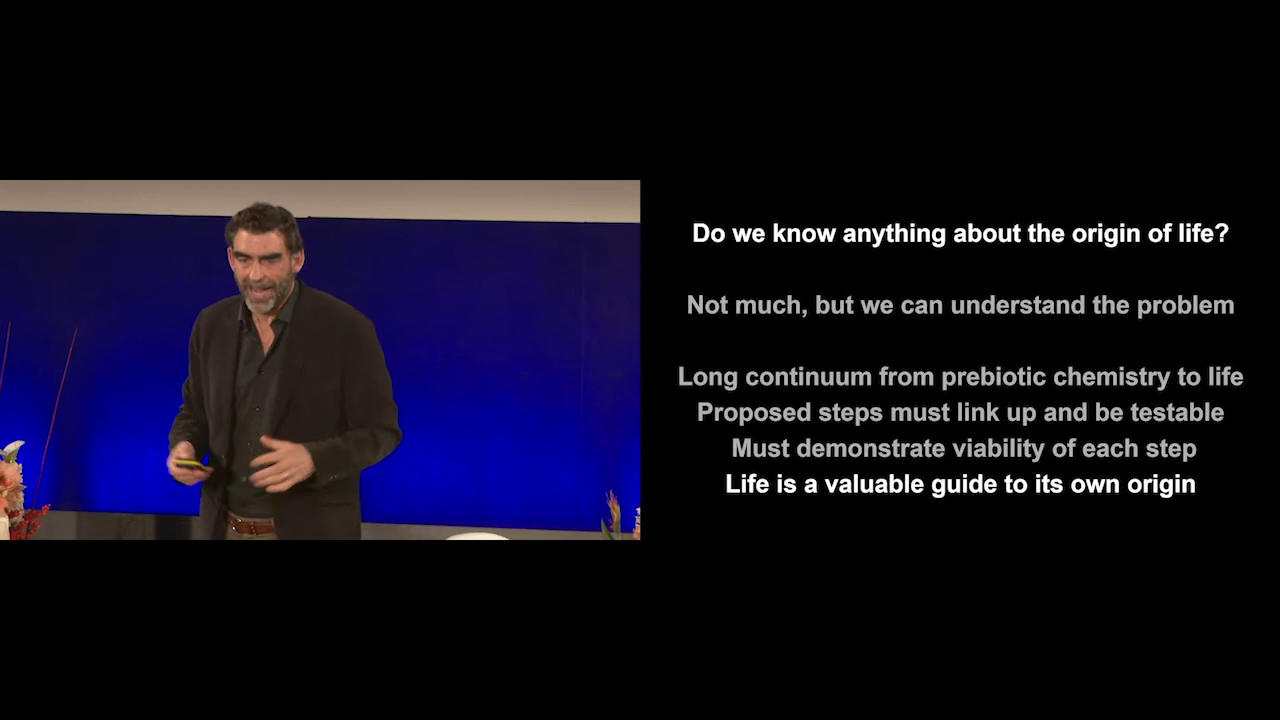 Do we know anything about the origin of life?
Not much, but we can understand the problem
Long continuum from prebiotic chemistry to life
Proposed steps must link up and be testable
Must demonstrate viability of each step
Life is a valuable guide to its own origin